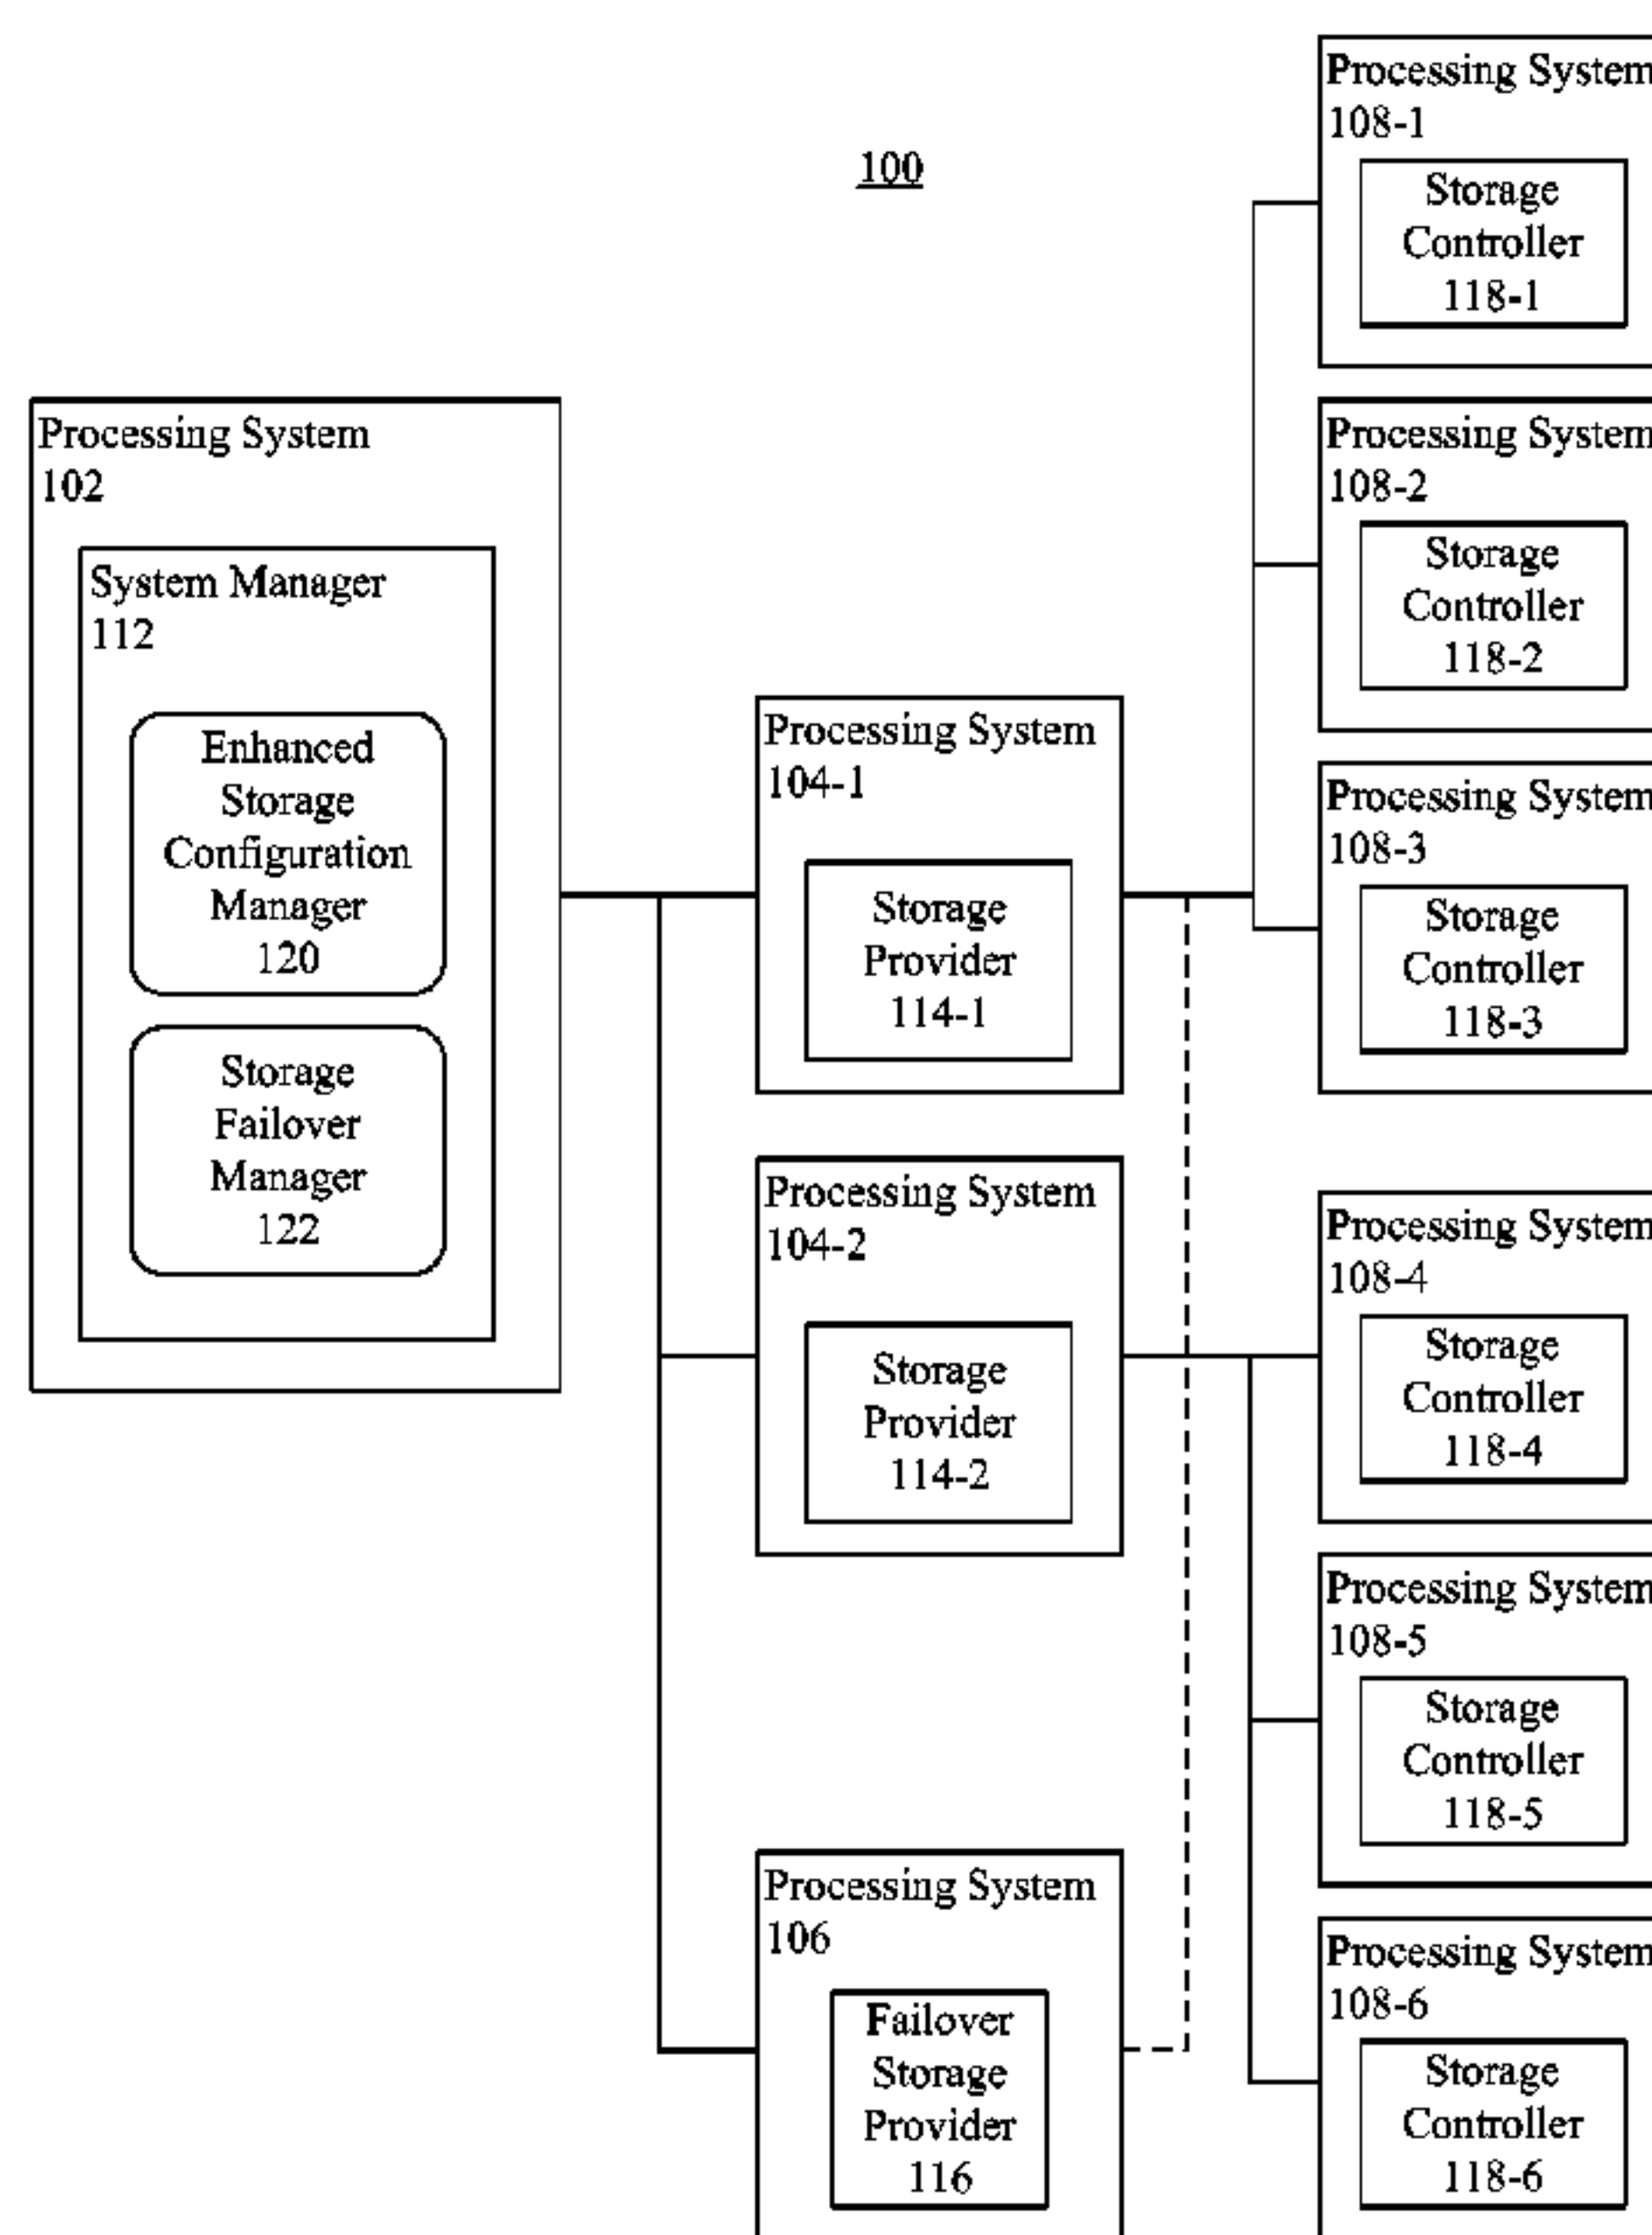 100
Processing System
102
System Manager
112
Enhanced
Storage
Configuration
Manager
120
Storage
Failover
Manager
122
Processing System
104-1
Storage
Provider
114-1
Processing System
104-2
Storage
Provider
114-2
Processing System
106
Failover
Storage
Provider
116
Processing System
108-1
Storage
Controller
118-1
Processing System
108-2
Storage
Controller
118-2
Processing System
108-3
Storage
Controller
118-3
Processing System
108-4
Storage
Controller
118-4
Processing System
108-5
Storage
Controller
118-5
Processing System
108-6
Storage
Controller
118-6